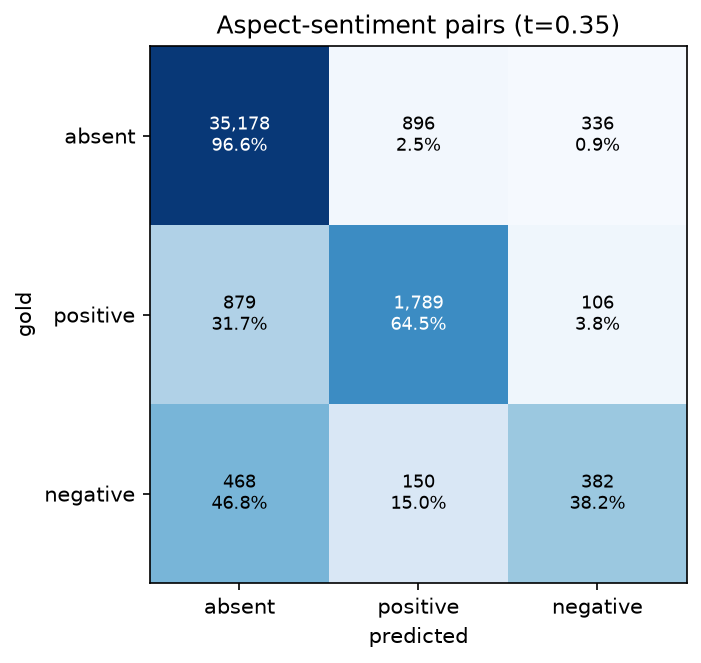 Aspect-sentiment pairs (t=0.35)
gold
absent
35,178
96.6%
896
2.5%
336
0.9%
positive
879
31.7%
1,789
64.5%
106
3.8%
negative
468
46.8%
150
15.0%
382
38.2%
absent
positive
negative
predicted